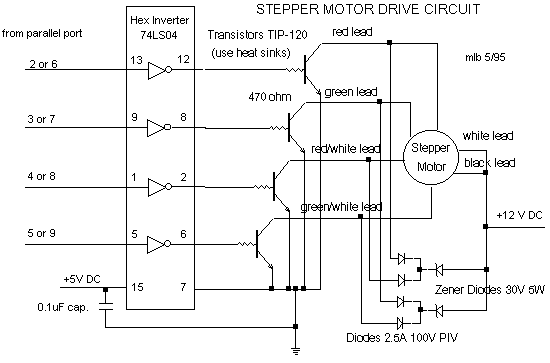 STEPPER MOTOR DRIVE CIRCUIT
Hex Inverter
74LS04
from parallel port
Transistors TIP-120
(use heat sinks)
red lead
mlb 5/95
2 or 6
13
12
470 ohm
green lead
3 or 7
9
8
white lead
Stepper
Motor
red/white lead
black lead
4 or 8
1
2
green/white lead
+12 V DC
5 or 9
5
6
+5V DC
15
7
Zener Diodes 30V 5W
0.1uF cap.
Diodes 2.5A 100V PIV